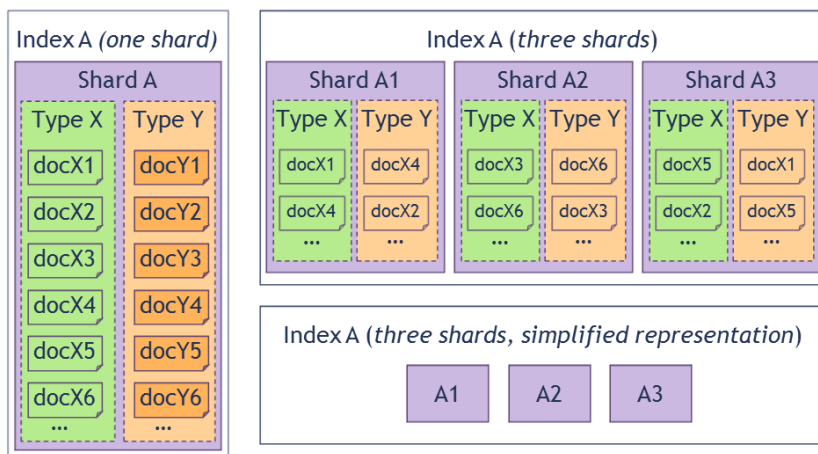 Index A (one shard)
Shard A
Type X Type Y
docX1 docY1
docX2 docY2
docX3 docY3
docX4 docY4
docX5 docY5
docX6 docY6
... ...
Index A (three shards)
Shard A1 Shard A2 Shard A3
Type X Type Y Type X Type Y Type X Type Y
docX1 docX4 docX3 docX6 docX5 docX1
docX4 docX2 docX6 docX3 docX2 docX5
... ... ... ... ... ...
Index A (three shards, simplified representation)
A1 A2 A3